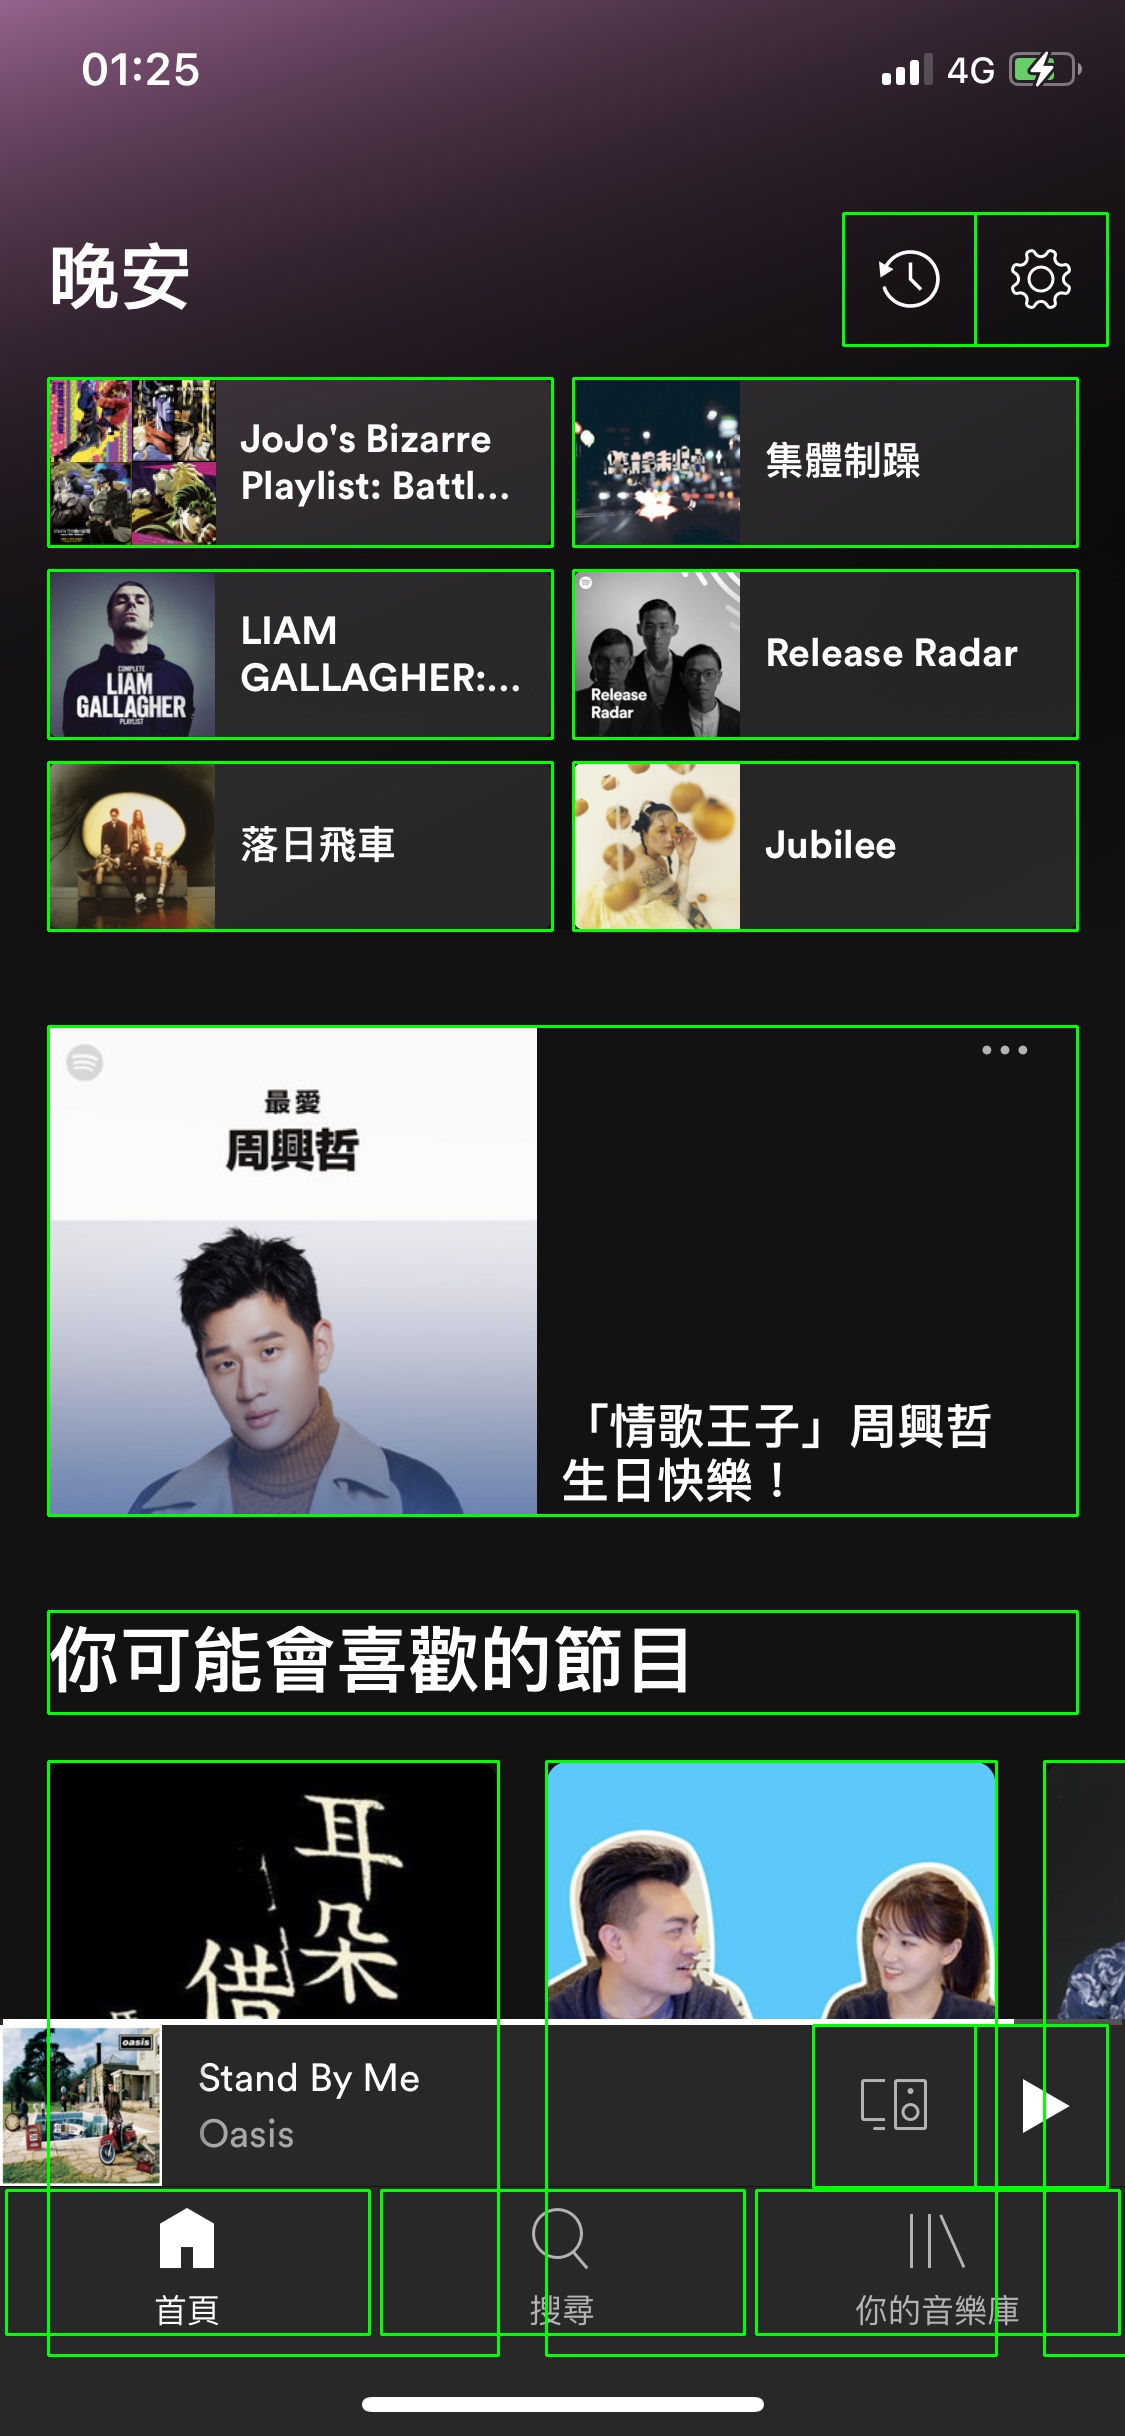 01:25
4G
晚安
JoJo's Bizarre
Playlist: Battl...
集體制躁
COMPLETE
LIAM
GALLAGHER
PLAYLIST
LIAM
GALLAGHER:...
Release
Radar
Release Radar
落日飛車
Jubilee
最愛
周興哲
「情歌王子」周興哲
生日快樂！
你可能會喜歡的節目
耳朵
借
oasis
Stand By Me
Oasis
首頁
搜尋
你的音樂庫